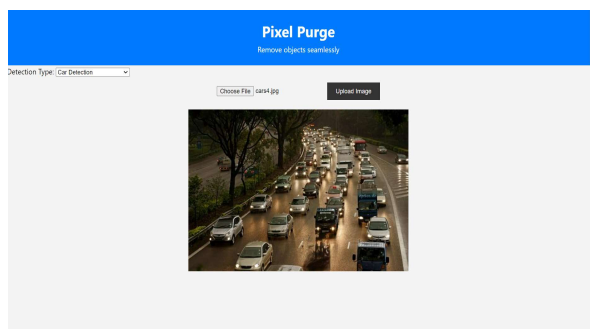 Pixel Purge
Remove objects seamlessly
Detection Type: Car Detection
Choose File cars4.jpg Upload Image